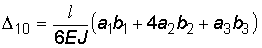 Δ₁₀ = l/6EJ (a₁b₁ + 4a₂b₂ + a₃b₃)